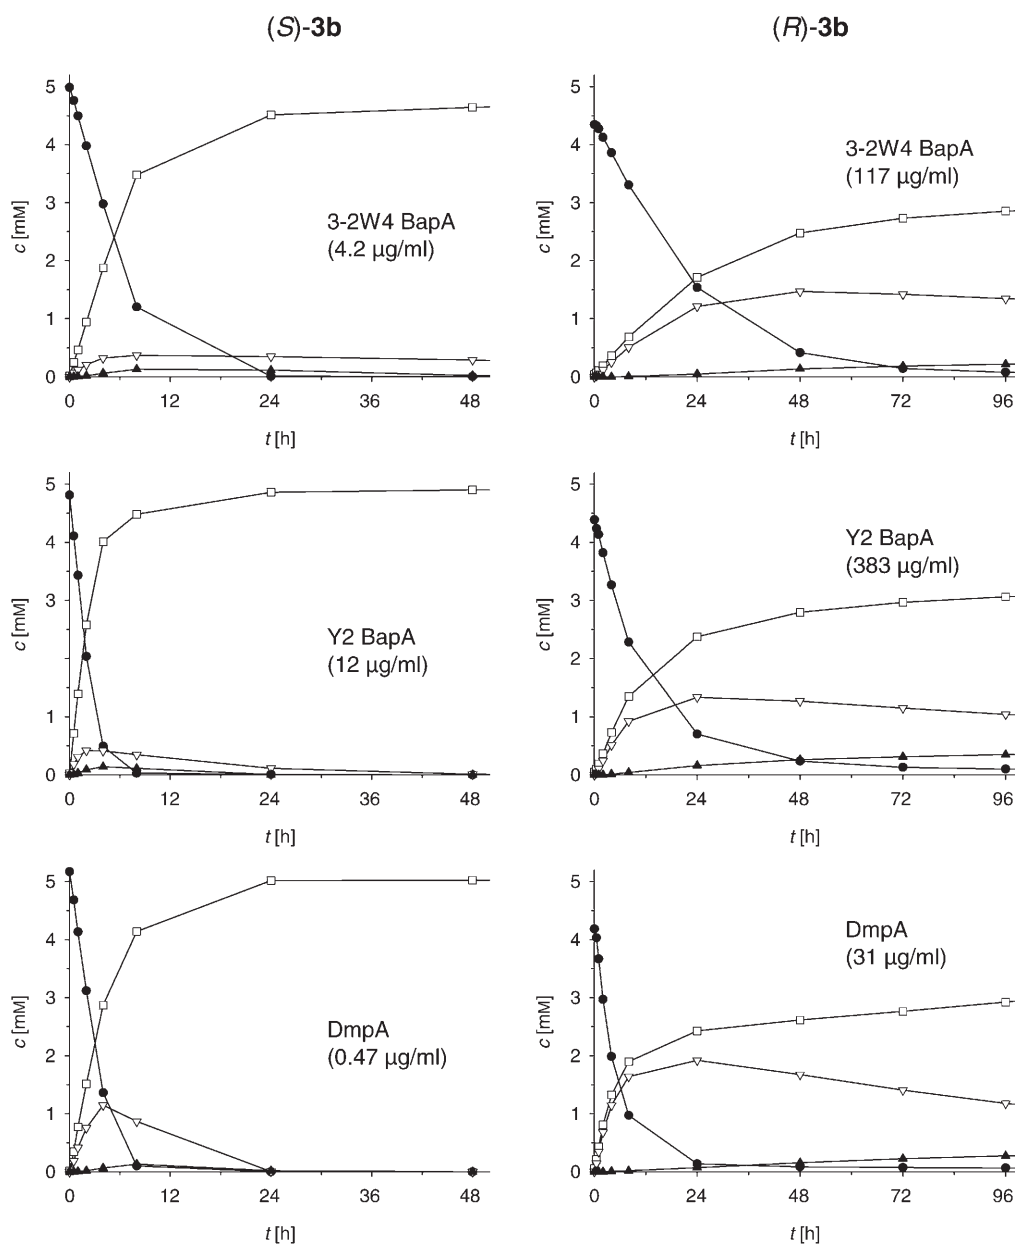 (S)-3b
(R)-3b
5
4
3
2
1
0
c [mM]
3-2W4 BapA
(4.2 µg/ml)
0 12 24 36 48
t [h]
5
4
3
2
1
0
c [mM]
3-2W4 BapA
(117 µg/ml)
0 24 48 72 96
t [h]
5
4
3
2
1
0
c [mM]
Y2 BapA
(12 µg/ml)
0 12 24 36 48
t [h]
5
4
3
2
1
0
c [mM]
Y2 BapA
(383 µg/ml)
0 24 48 72 96
t [h]
5
4
3
2
1
0
c [mM]
DmpA
(0.47 µg/ml)
0 12 24 36 48
t [h]
5
4
3
2
1
0
c [mM]
DmpA
(31 µg/ml)
0 24 48 72 96
t [h]